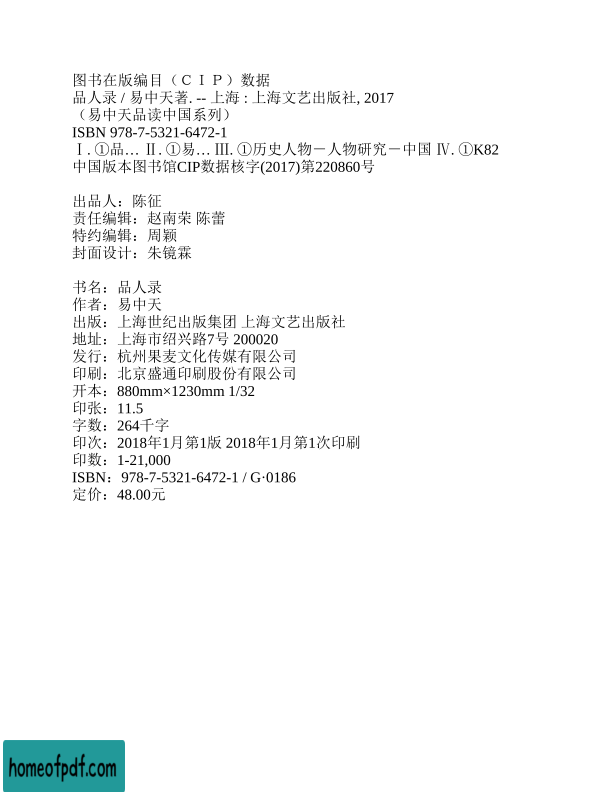 图书在版编目（ＣＩＰ）数据
品人录 / 易中天著. -- 上海 : 上海文艺出版社, 2017
（易中天品读中国系列）
ISBN 978-7-5321-6472-1
Ⅰ. ①品… Ⅱ. ①易… Ⅲ. ①历史人物－人物研究－中国 Ⅳ. ①K82
中国版本图书馆CIP数据核字(2017)第220860号
出品人：陈征
责任编辑：赵南荣 陈蕾
特约编辑：周颖
封面设计：朱镜霖
书名：品人录
作者：易中天
出版：上海世纪出版集团 上海文艺出版社
地址：上海市绍兴路7号 200020
发行：杭州果麦文化传媒有限公司
印刷：北京盛通印刷股份有限公司
开本：880mm×1230mm 1/32
印张：11.5
字数：264千字
印次：2018年1月第1版 2018年1月第1次印刷
印数：1-21,000
ISBN：978-7-5321-6472-1 / G·0186
定价：48.00元
homeofpdf.com